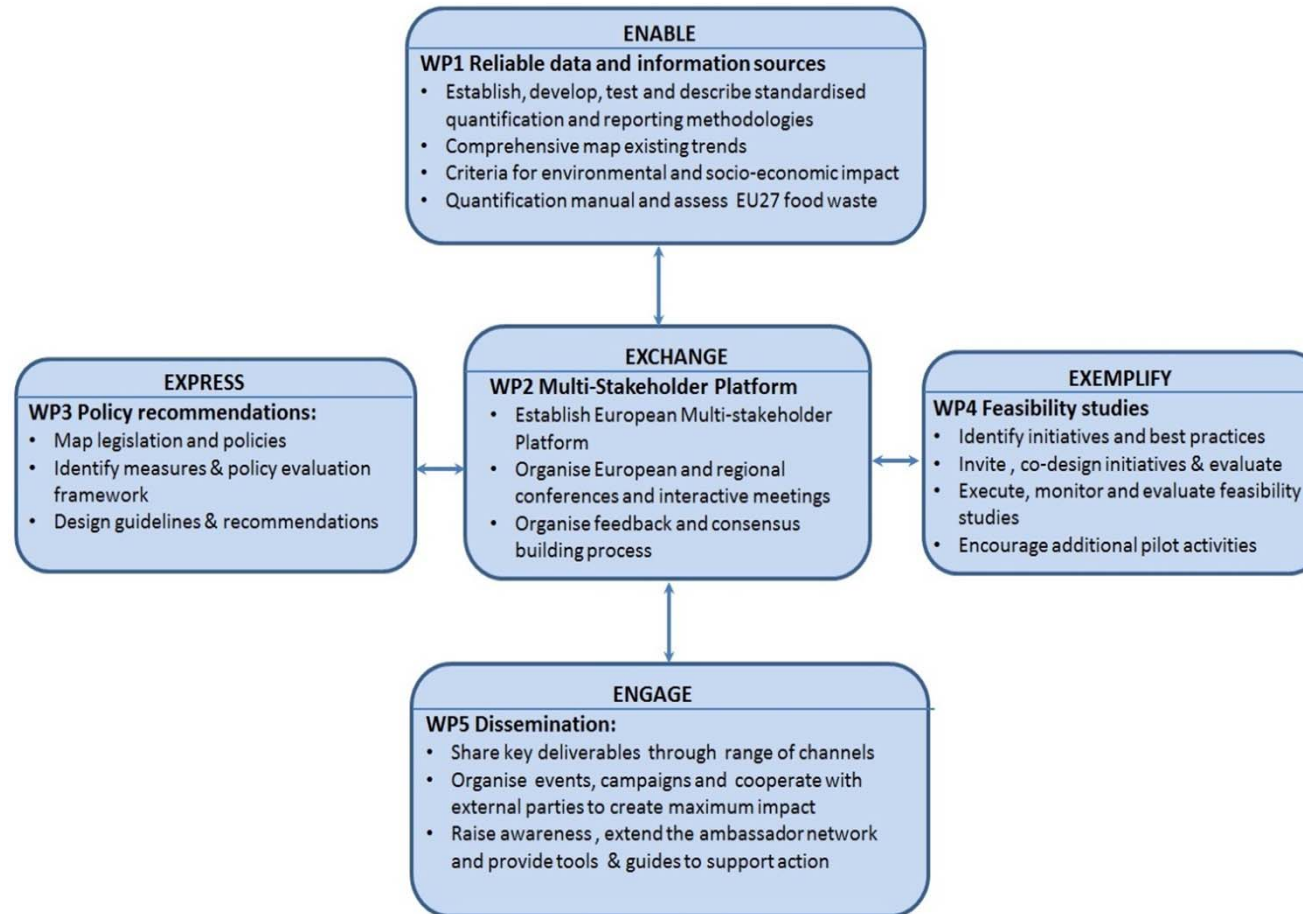 ENABLE
WP1 Reliable data and information sources
• Establish, develop, test and describe standardised
quantification and reporting methodologies
• Comprehensive map existing trends
• Criteria for environmental and socio-economic impact
• Quantification manual and assess EU27 food waste
EXPRESS
WP3 Policy recommendations:
• Map legislation and policies
• Identify measures & policy evaluation
framework
• Design guidelines & recommendations
EXCHANGE
WP2 Multi-Stakeholder Platform
• Establish European Multi-stakeholder
Platform
• Organise European and regional
conferences and interactive meetings
• Organise feedback and consensus
building process
EXEMPLIFY
WP4 Feasibility studies
• Identify initiatives and best practices
• Invite , co-design initiatives & evaluate
• Execute, monitor and evaluate feasibility
studies
• Encourage additional pilot activities
ENGAGE
WP5 Dissemination:
• Share key deliverables through range of channels
• Organise events, campaigns and cooperate with
external parties to create maximum impact
• Raise awareness , extend the ambassador network
and provide tools & guides to support action